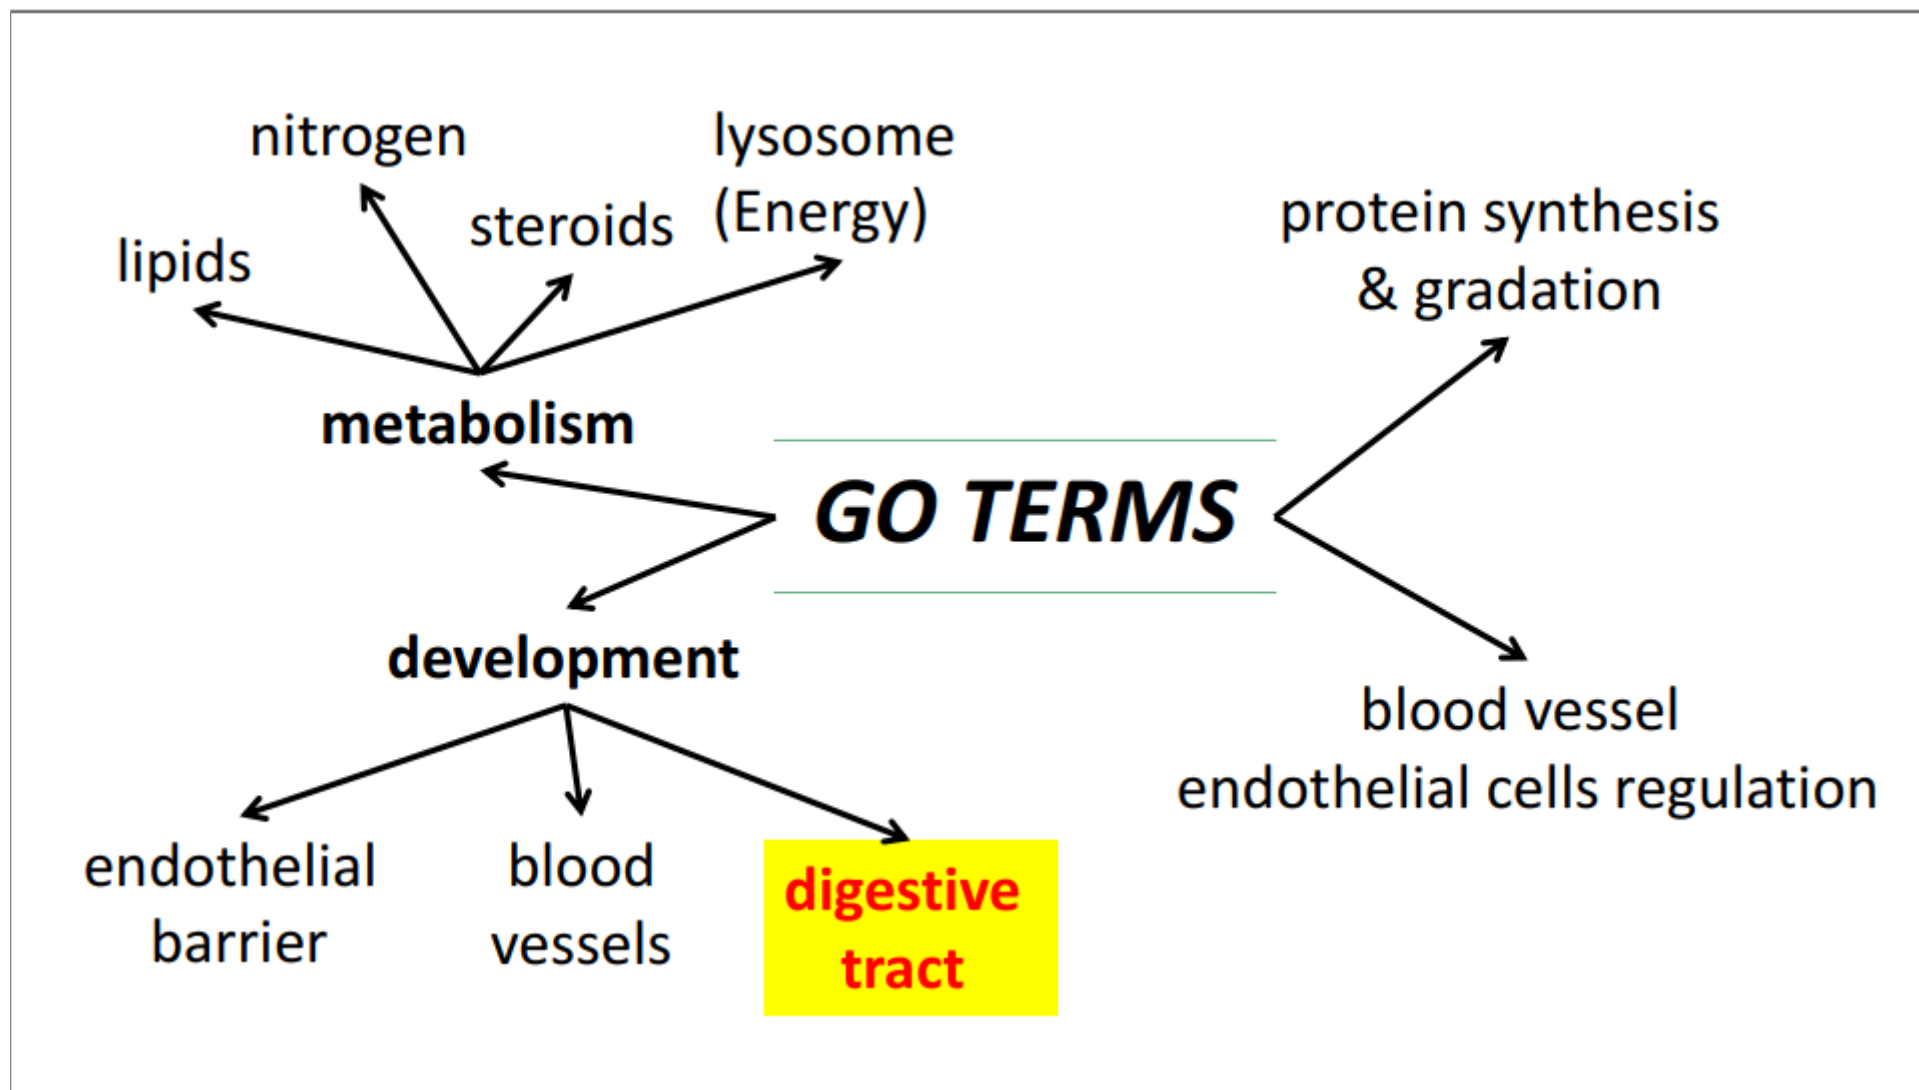 nitrogen
lysosome
(Energy)
steroids
lipids
protein synthesis
& gradation
metabolism
GO TERMS
development
blood vessel
endothelial cells regulation
endothelial
barrier
blood
vessels
digestive
tract